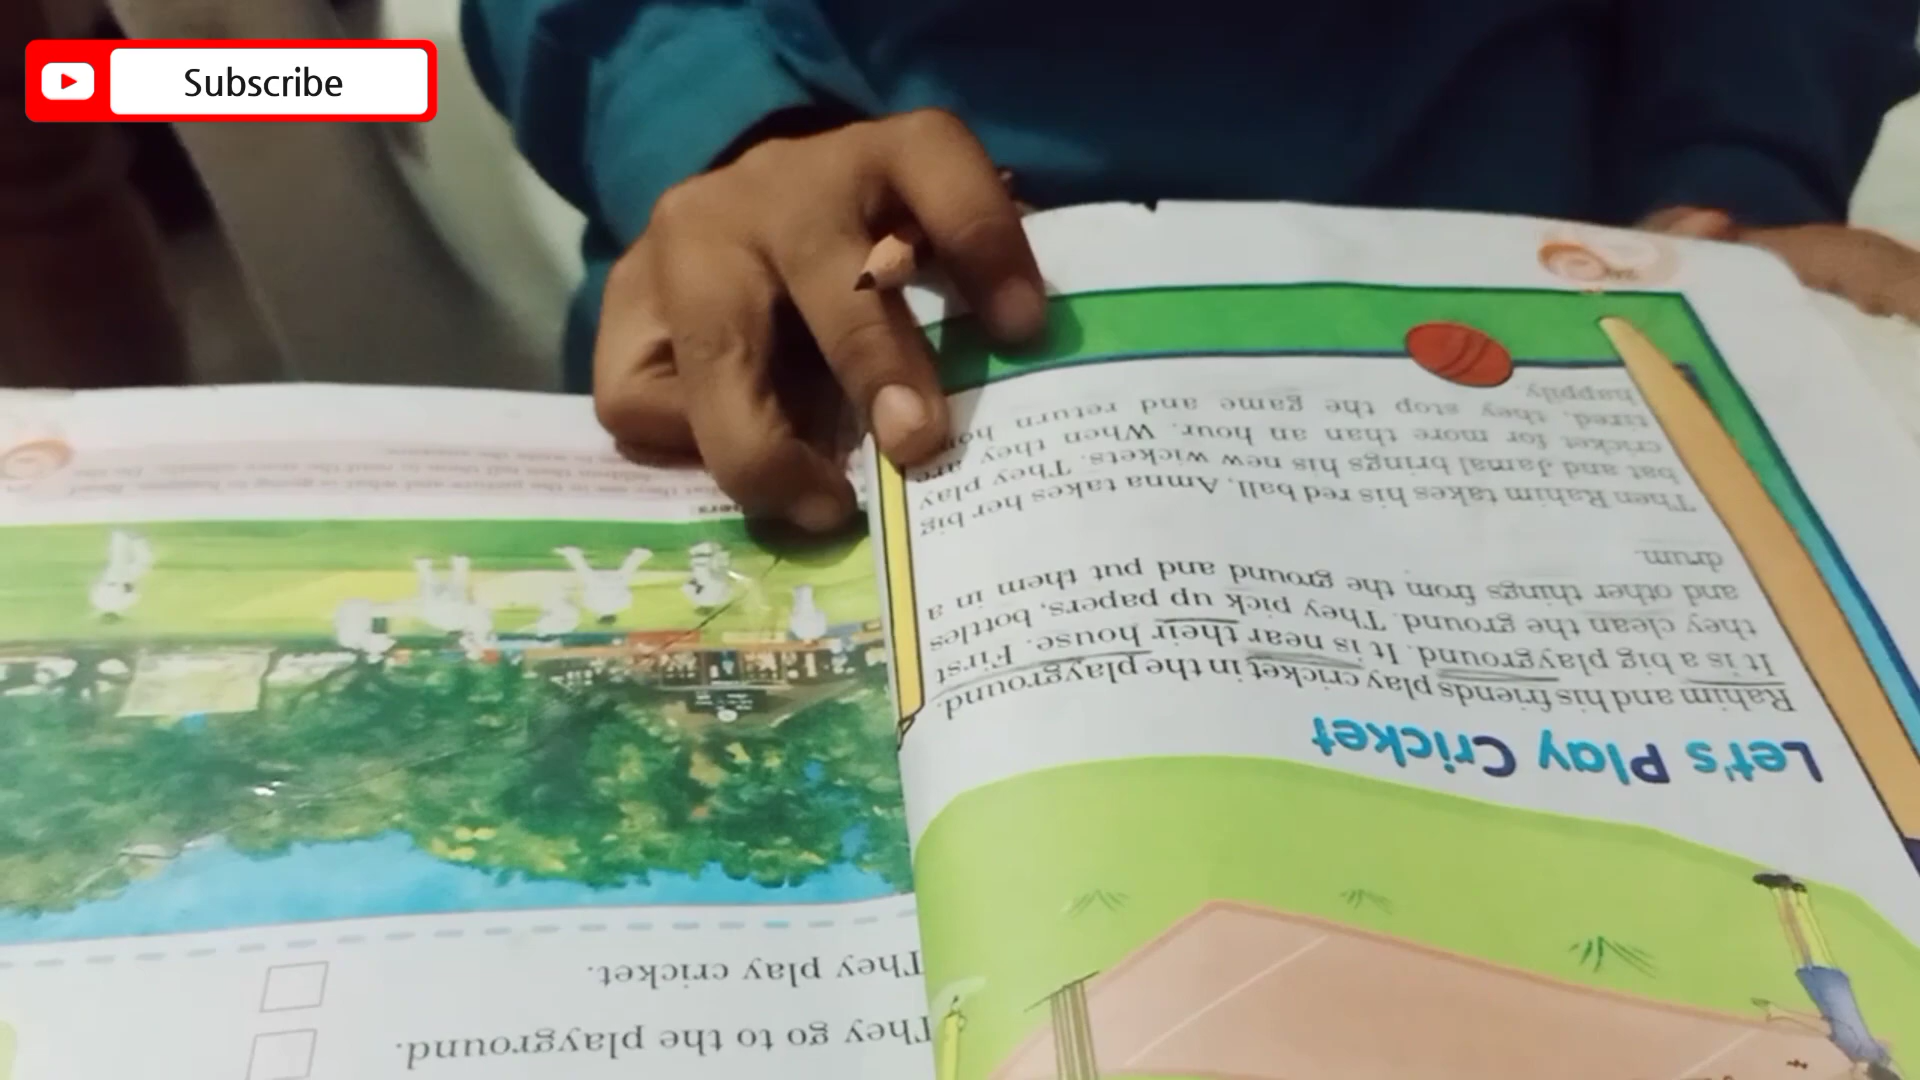 Subscribe
Let's Play Cricket
Rahim and his friends play cricket in the playground.
It is a big playground. It is near their house. First
they clean the ground. They pick up papers, bottles
and other things from the ground and put them in a
drum.
Then Rahim takes his red ball, Amna takes her big
bat and Jamal brings his new wickets. They play
cricket for more than an hour. When they are
tired, they stop the game and return
happily.
They go to the playground.
They play cricket.